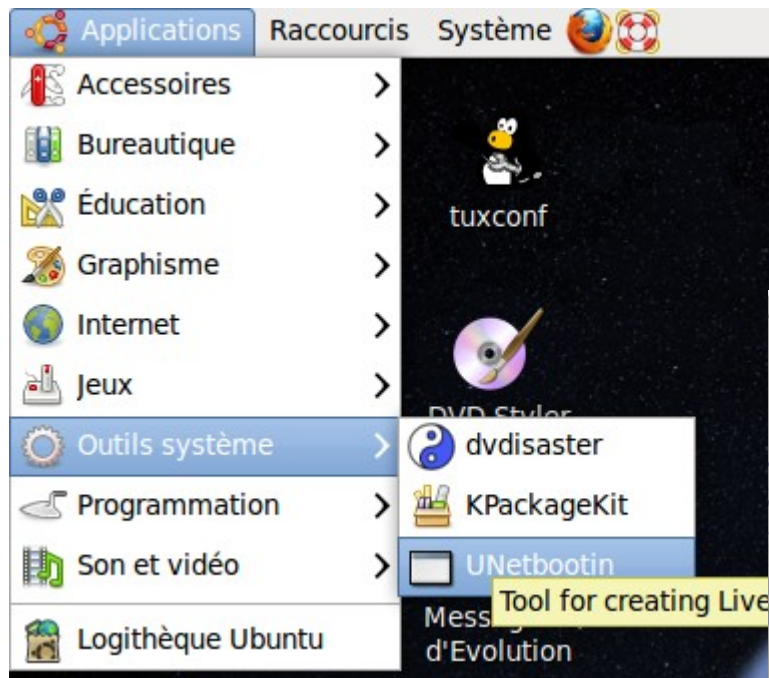 Applications Raccourcis Système
Accessoires
Bureautique
Éducation
Graphisme
Internet
Jeux
Outils système
Programmation
Son et vidéo
Logithèque Ubuntu
dvdisaster
KPackageKit
UNetbootin
Tool for creating Live
tuxconf
DVD Styler
Mess
d'Evolution